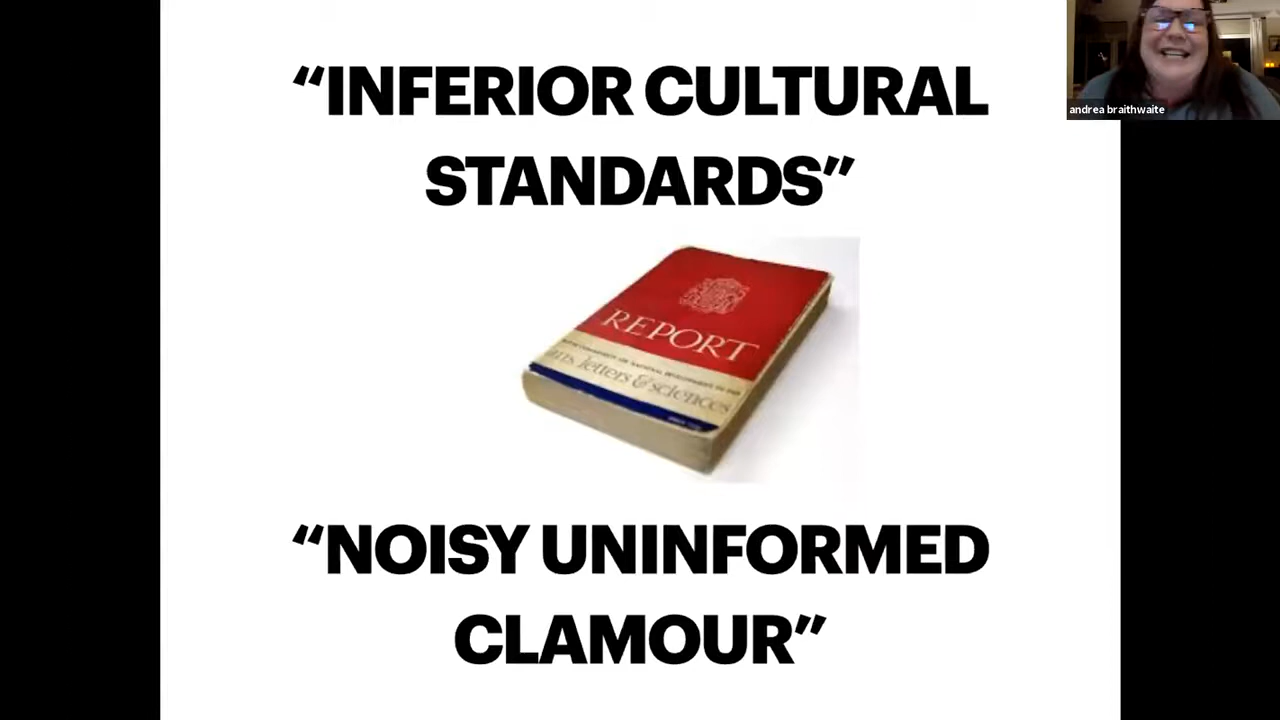 “INFERIOR CULTURAL
STANDARDS”
andrea braithwaite
REPORT
arts, letters & sciences
“NOISY UNINFORMED
CLAMOUR”